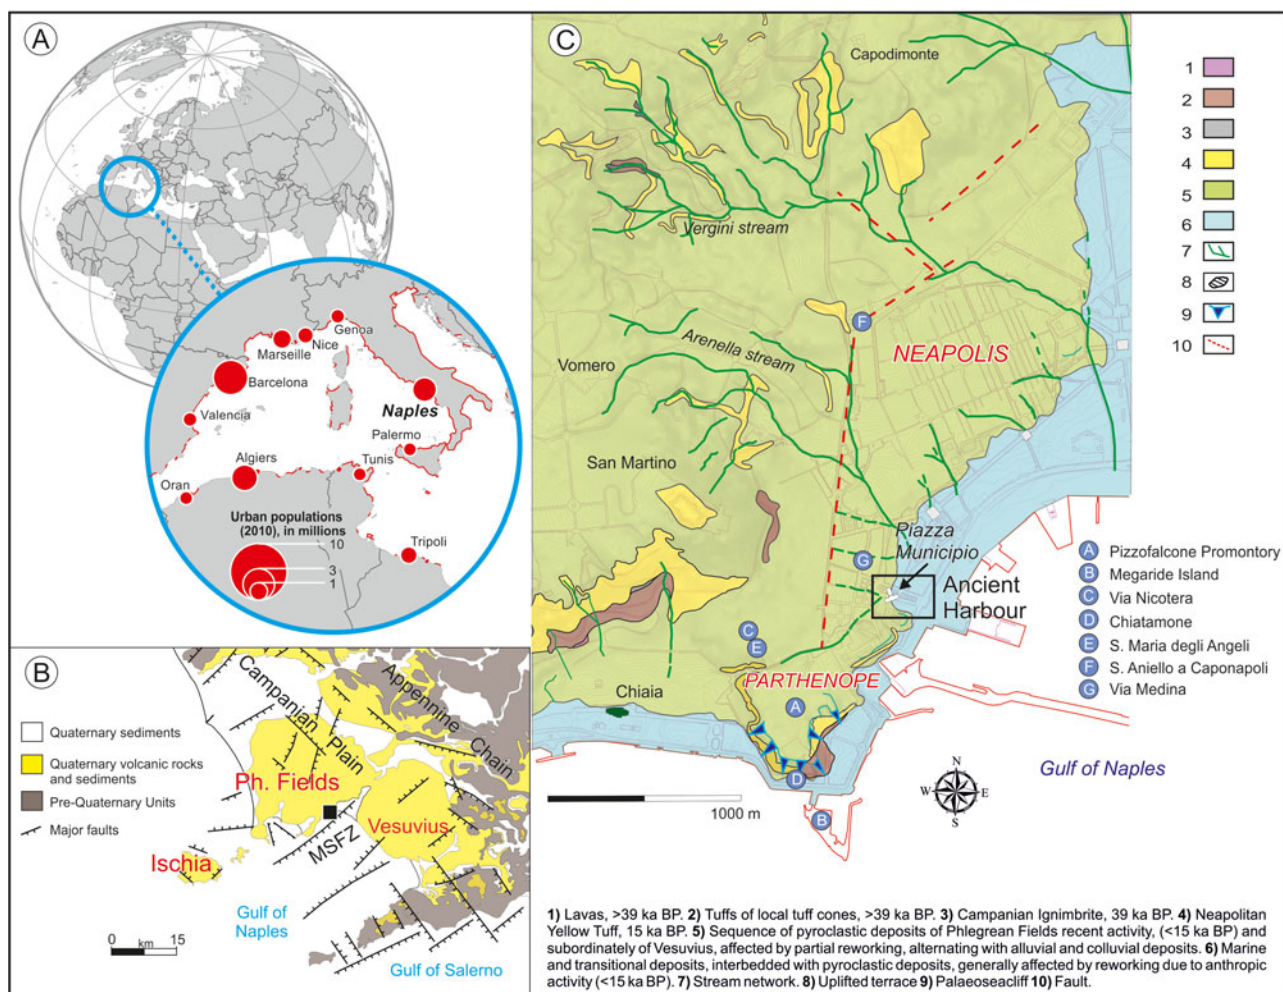 A
Genoa
Nice
Marseille
Barcelona
Naples
Valencia
Palermo
Algiers
Tunis
Oran
Urban populations
(2010), in millions
10
3
1
Tripoli
B
Quaternary sediments
Quaternary volcanic rocks
and sediments
Pre-Quaternary Units
Major faults
Campanian Plain
Appennine Chain
Ph. Fields
Vesuvius
MSFZ
Ischia
Gulf of
Naples
Gulf of Salerno
0 km 15
C
Capodimonte
Vergini stream
F
NEAPOLIS
Arenella stream
Vomero
San Martino
Piazza
Municipio
G
Ancient
Harbour
C
E
PARTHENOPE
Chiaia
A
D
B
1000 m
N
W E
S
Gulf of Naples
1
2
3
4
5
6
7
8
9
10
A Pizzofalcone Promontory
B Megaride Island
C Via Nicotera
D Chiatamone
E S. Maria degli Angeli
F S. Aniello a Caponapoli
G Via Medina
1) Lavas, >39 ka BP. 2) Tuffs of local tuff cones, >39 ka BP. 3) Campanian Ignimbrite, 39 ka BP. 4) Neapolitan
Yellow Tuff, 15 ka BP. 5) Sequence of pyroclastic deposits of Phlegrean Fields recent activity, (<15 ka BP) and
subordinately of Vesuvius, affected by partial reworking, alternating with alluvial and colluvial deposits. 6) Marine
and transitional deposits, interbedded with pyroclastic deposits, generally affected by reworking due to anthropic
activity (<15 ka BP). 7) Stream network. 8) Uplifted terrace 9) Palaeoseacliff 10) Fault.